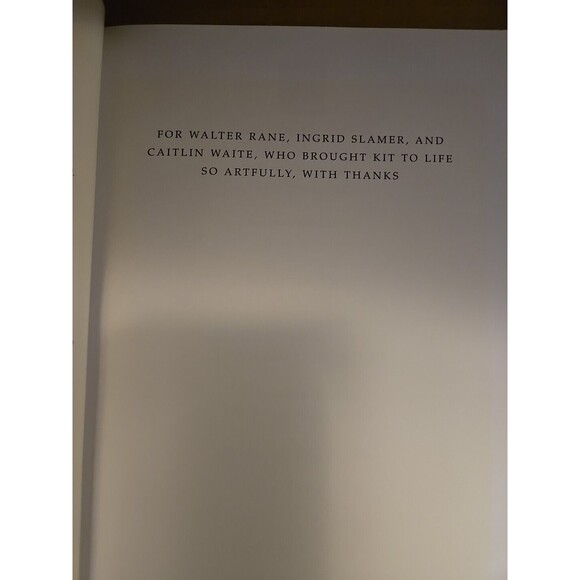 FOR WALTER RANE, INGRID SLAMER, AND
CAITLIN WAITE, WHO BROUGHT KIT TO LIFE
SO ARTFULLY, WITH THANKS